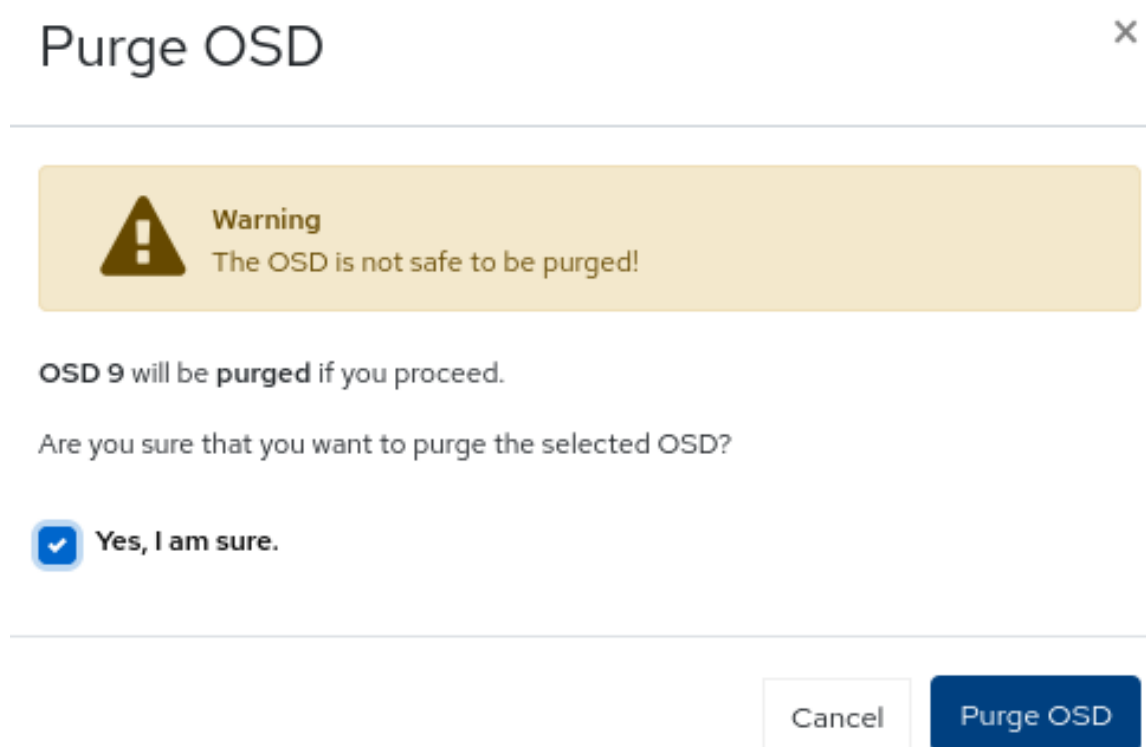 Purge OSD
Warning
The OSD is not safe to be purged!
OSD 9 will be purged if you proceed.
Are you sure that you want to purge the selected OSD?
Yes, I am sure.
Cancel
Purge OSD